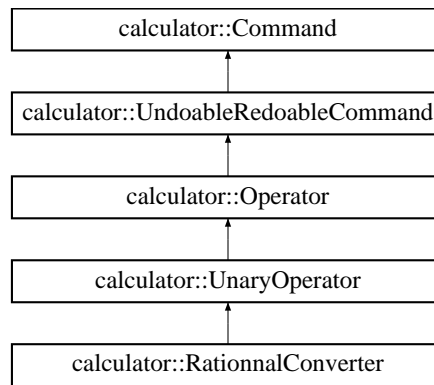 calculator::Command
calculator::UndoableRedoableCommand
calculator::Operator
calculator::UnaryOperator
calculator::RationnalConverter